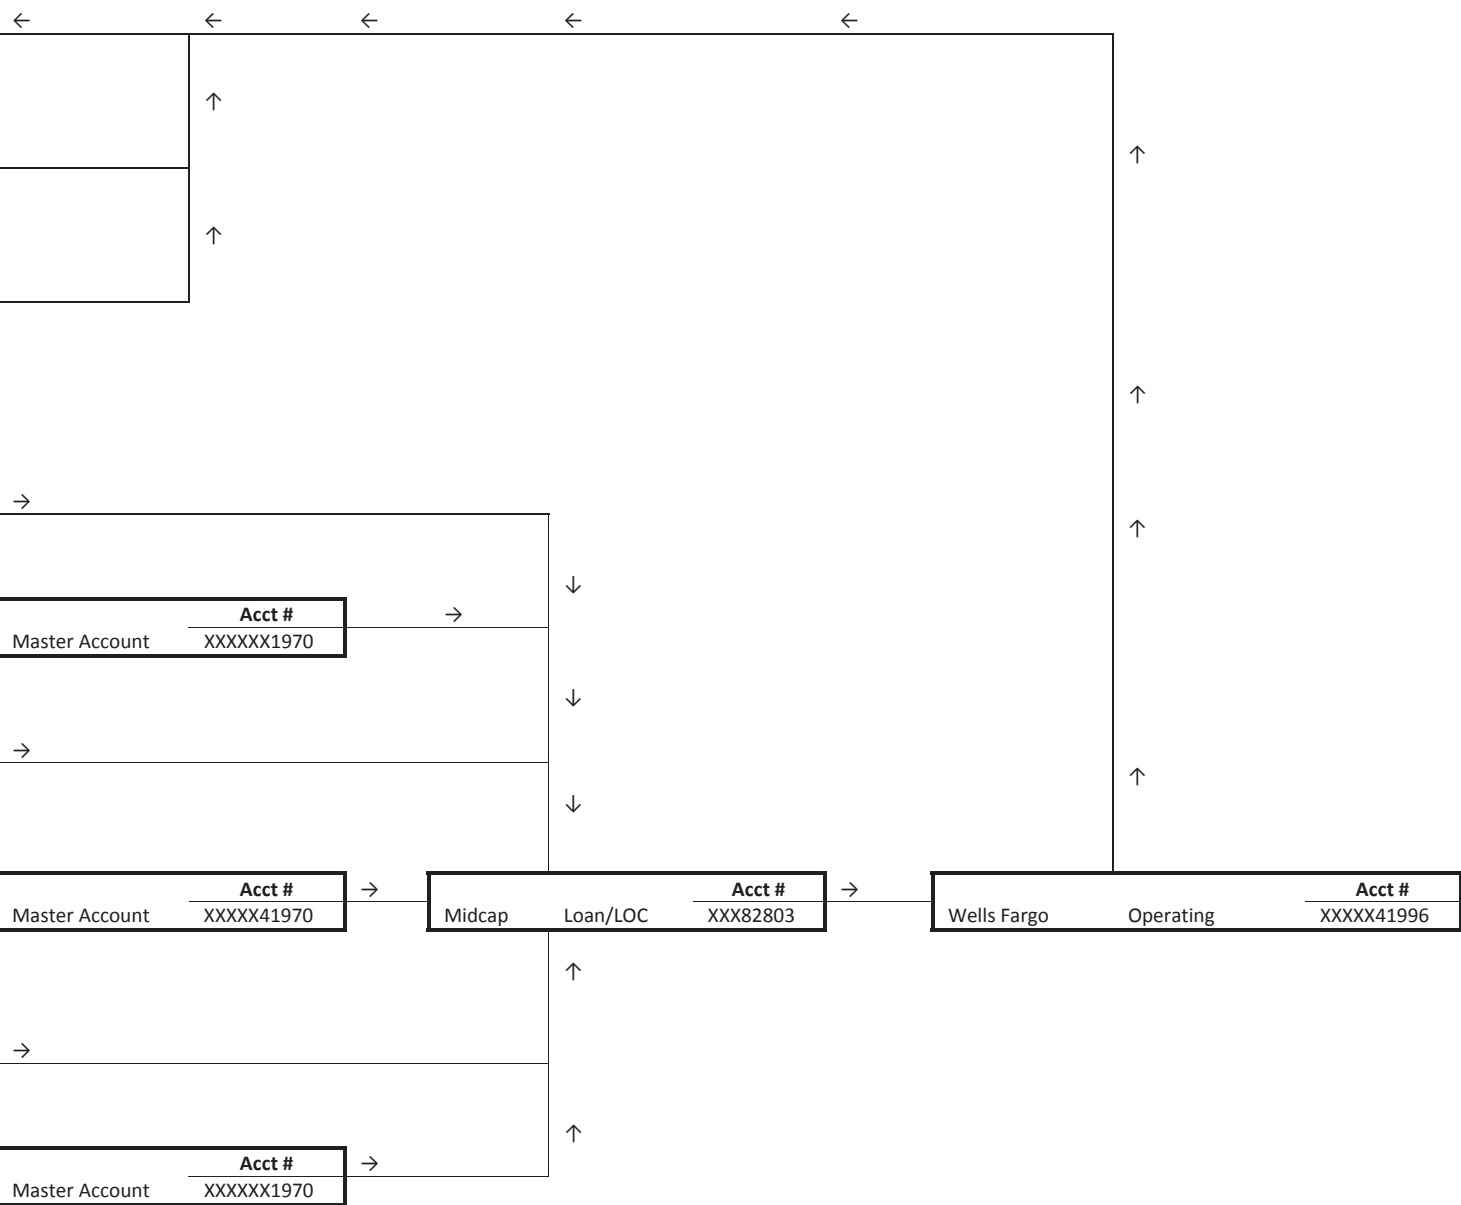 ← ← ← ← ←
↑
↑
↑
↑
→
↑
↓
Acct #
→
Master Account XXXXXX1970
↓
→
↑
↓
Acct # → Acct # → Acct #
Master Account XXXXX41970 Midcap Loan/LOC XXX82803 Wells Fargo Operating XXXXX41996
↑
→
↑
Acct # →
Master Account XXXXXX1970